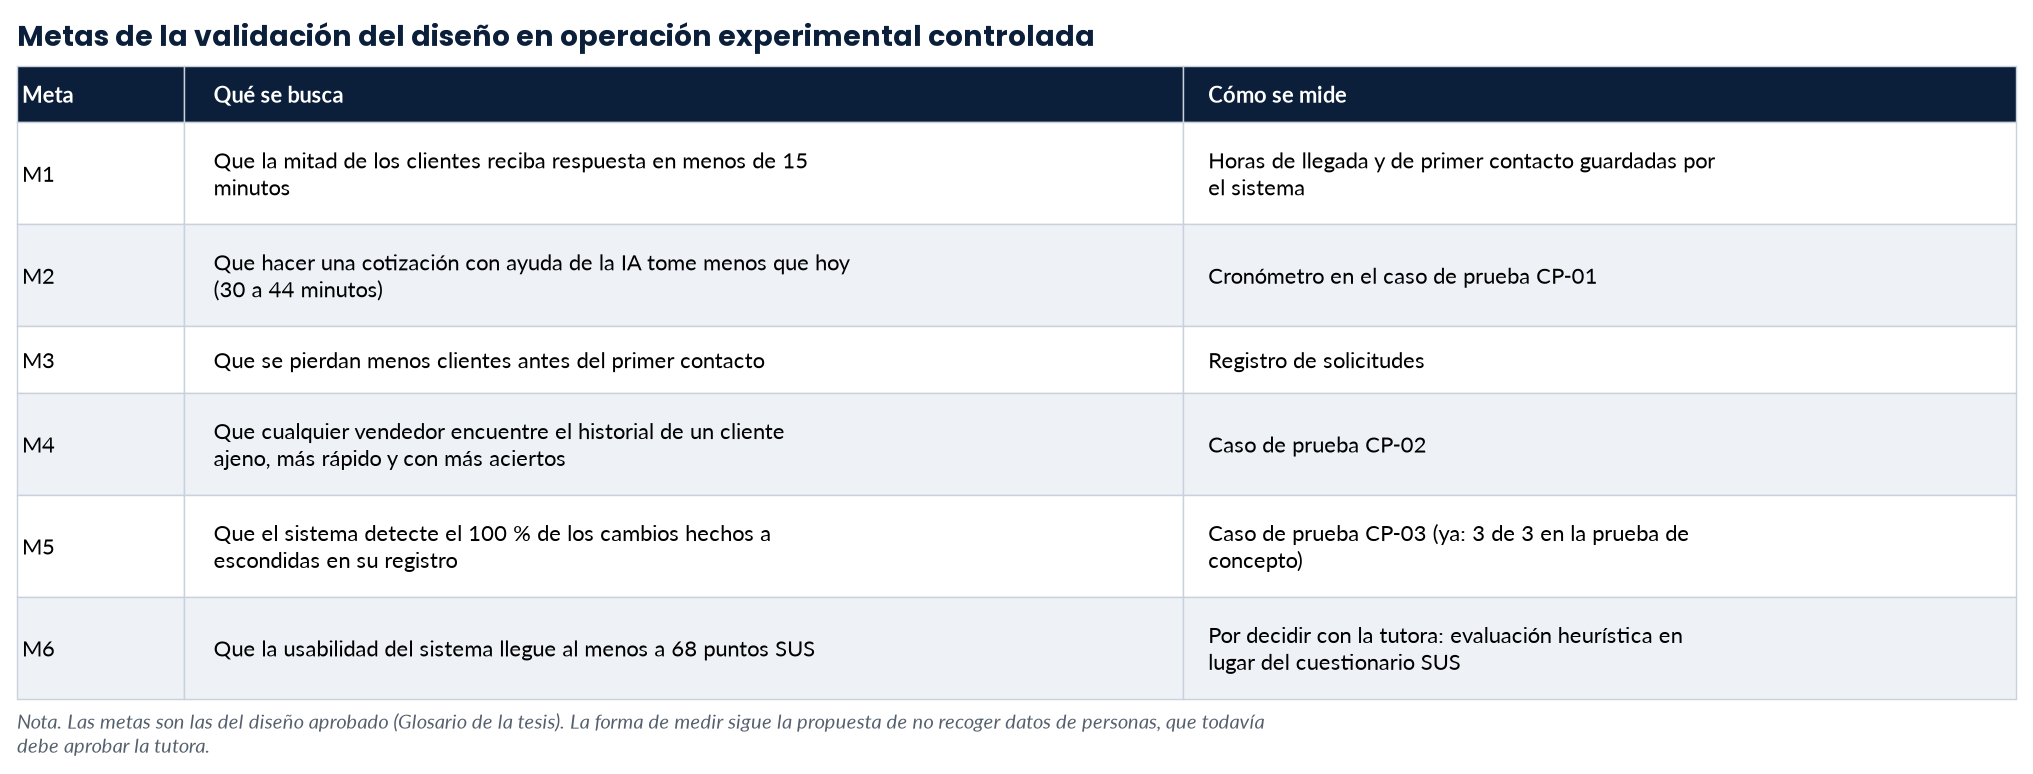 Metas de la validación del diseño en operación experimental controlada
Meta
Qué se busca
Cómo se mide
M1
Que la mitad de los clientes reciba respuesta en menos de 15
minutos
Horas de llegada y de primer contacto guardadas por
el sistema
M2
Que hacer una cotización con ayuda de la IA tome menos que hoy
(30 a 44 minutos)
Cronómetro en el caso de prueba CP-01
M3
Que se pierdan menos clientes antes del primer contacto
Registro de solicitudes
M4
Que cualquier vendedor encuentre el historial de un cliente
ajeno, más rápido y con más aciertos
Caso de prueba CP-02
M5
Que el sistema detecte el 100 % de los cambios hechos a
escondidas en su registro
Caso de prueba CP-03 (ya: 3 de 3 en la prueba de
concepto)
M6
Que la usabilidad del sistema llegue al menos a 68 puntos SUS
Por decidir con la tutora: evaluación heurística en
lugar del cuestionario SUS
Nota. Las metas son las del diseño aprobado (Glosario de la tesis). La forma de medir sigue la propuesta de no recoger datos de personas, que todavía
debe aprobar la tutora.